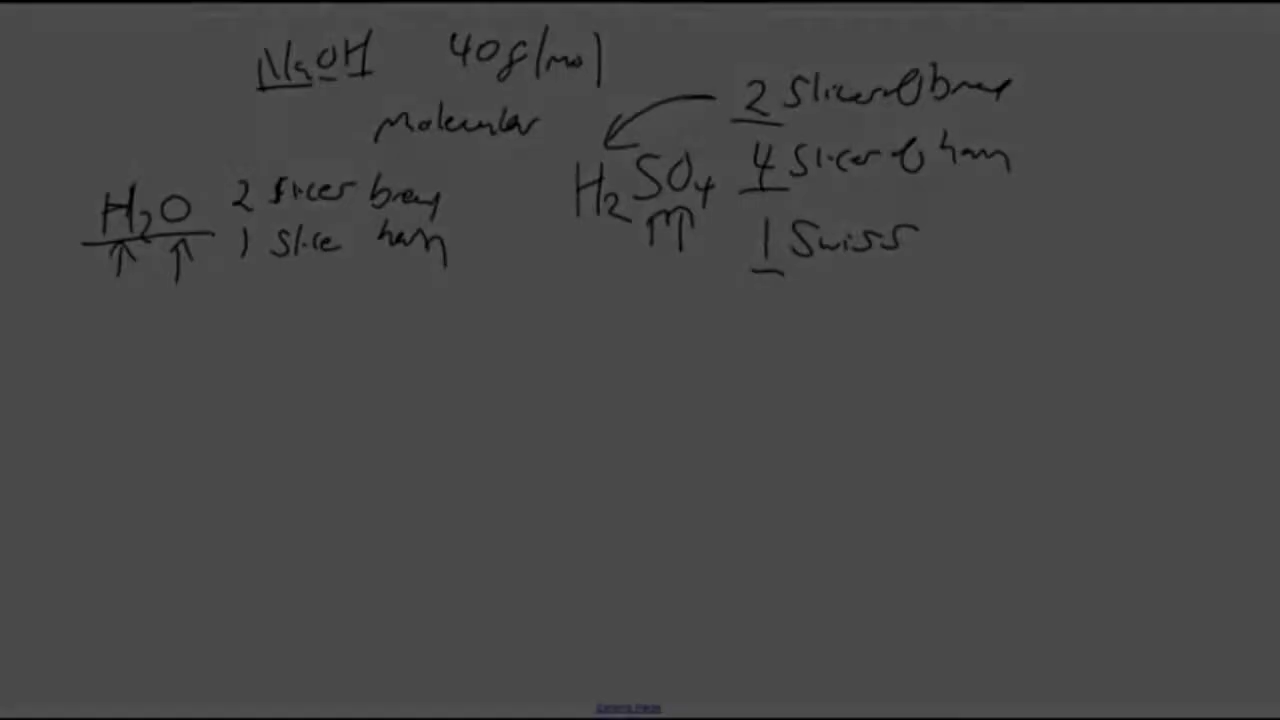 NaOH 40g/mol
molecular
H₂O 2 slices bread
1 slice ham
H₂SO₄ 2 slices of bread
4 slices of ham
1 Swiss